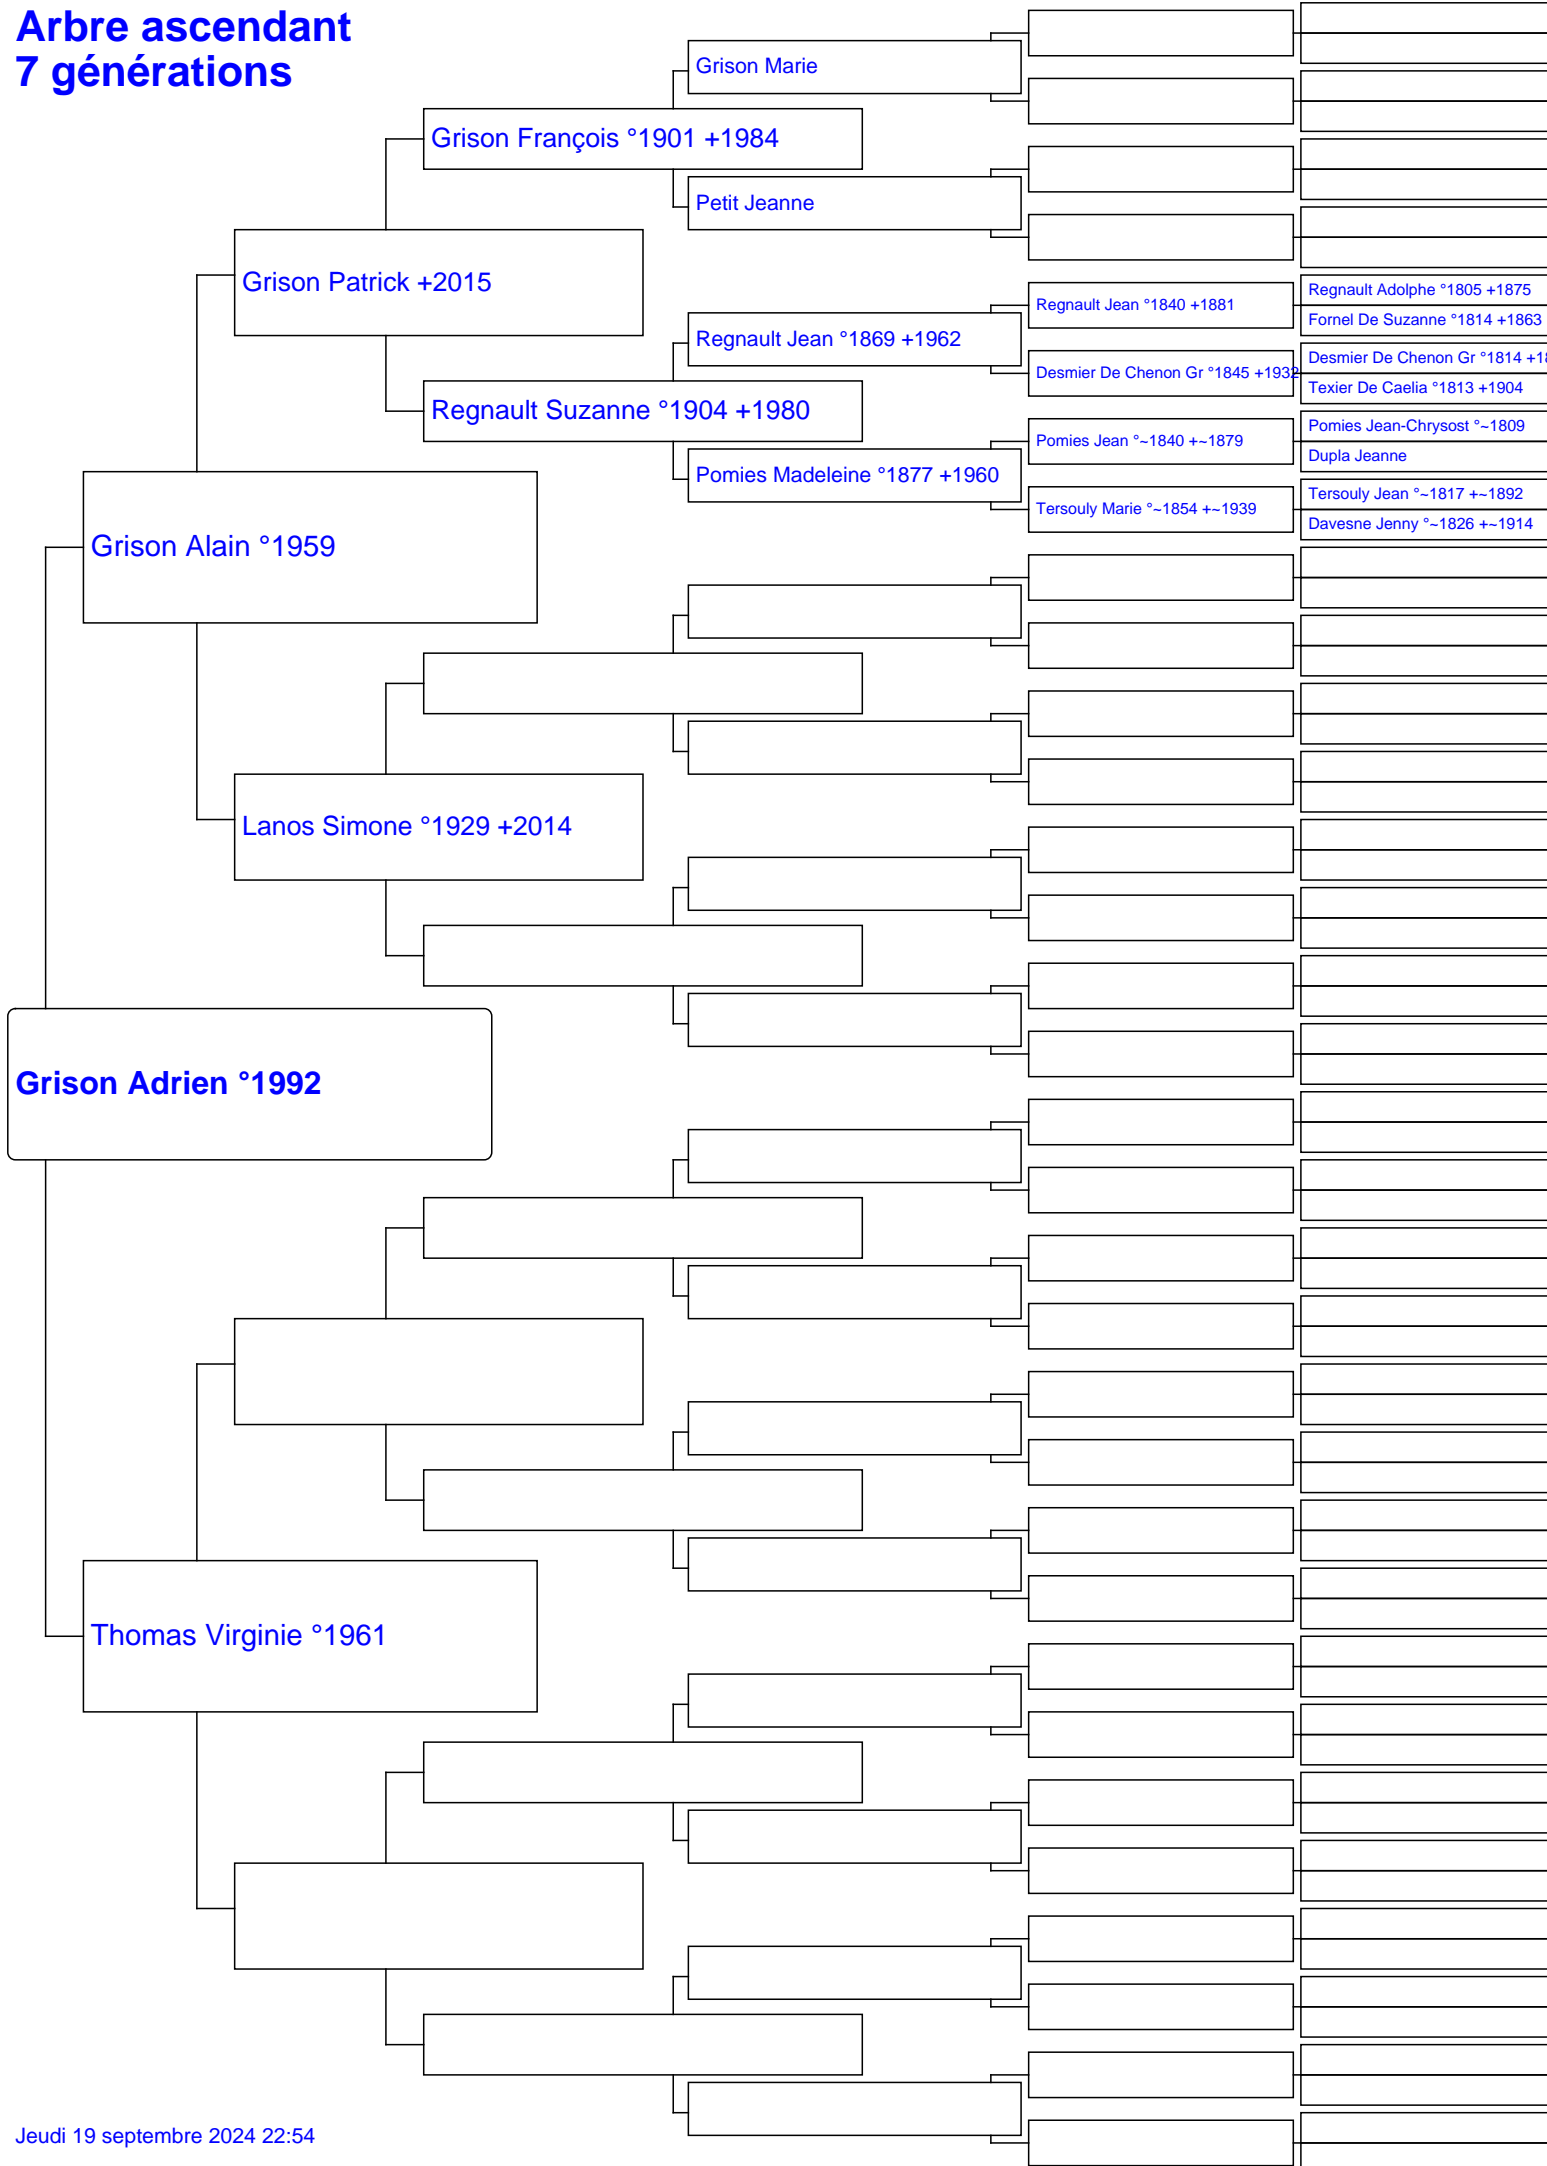 Arbre ascendant
7 générations
Grison Marie
Grison François °1901 +1984
Petit Jeanne
Grison Patrick +2015
Regnault Adolphe °1805 +1875
Regnault Jean °1840 +1881
Fornel De Suzanne °1814 +1863
Regnault Jean °1869 +1962
Desmier De Chenon Gr °1814 +18
Desmier De Chenon Gr °1845 +1932
Texier De Caelia °1813 +1904
Regnault Suzanne °1904 +1980
Pomies Jean-Chrysost °~1809
Pomies Jean °~1840 +~1879
Dupla Jeanne
Pomies Madeleine °1877 +1960
Tersouly Jean °~1817 +~1892
Tersouly Marie °~1854 +~1939
Davesne Jenny °~1826 +~1914
Grison Alain °1959
Lanos Simone °1929 +2014
Grison Adrien °1992
Thomas Virginie °1961
Jeudi 19 septembre 2024 22:54